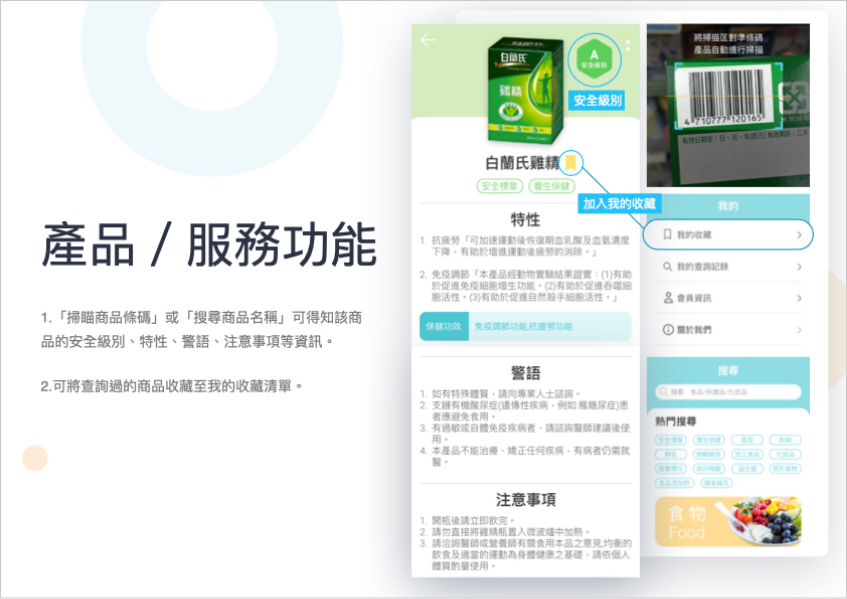 產品 / 服務功能
1.「掃瞄商品條碼」或「搜尋商品名稱」可得知該商
品的安全級別、特性、警語、注意事項等資訊。
2.可將查詢過的商品收藏至我的收藏清單。
白蘭氏
雞精
A
安全級別
安全級別
白蘭氏雞精
安全標章
養生保健
加入我的收藏
特性
1. 抗疲勞「可加速運動後恢復期血乳酸及血氨濃度
下降，有助於增進運動後疲勞的消除。」
2. 免疫調節「本產品經動物實驗結果證實：(1)有助
於促進免疫細胞增生功能。(2)有助於促進吞噬細
胞活性。(3)有助於促進自然殺手細胞活性。」
保健功效
免疫調節功能,抗疲勞功能
警語
1. 如有特殊體質，請向專業人士諮詢。
2. 支鏈有機酸尿症(遺傳性疾病，例如:楓糖尿症)患
者應避免食用。
3. 有過敏或自體免疫疾病者，請諮詢醫師建議後使
用。
4. 本產品不能治療、矯正任何疾病，有病者仍需就
醫。
注意事項
1. 開瓶後請立即飲完。
2. 請勿直接將雞精瓶置入微波爐中加熱。
3. 請洽詢醫師或營養師有關食用本品之意見;均衡的
飲食及適當的運動為身體健康之基礎，請依個人
體質酌量使用。
將掃描匡對準條碼
產品自動進行掃描
4 710777 120165
我的
我的收藏
我的查詢記錄
會員資訊
關於我們
搜尋
搜尋 食品/保健品/化妝品
熱門搜尋
安全標章
養生保健
化妝品
益生菌
食品添加物
食物
Food